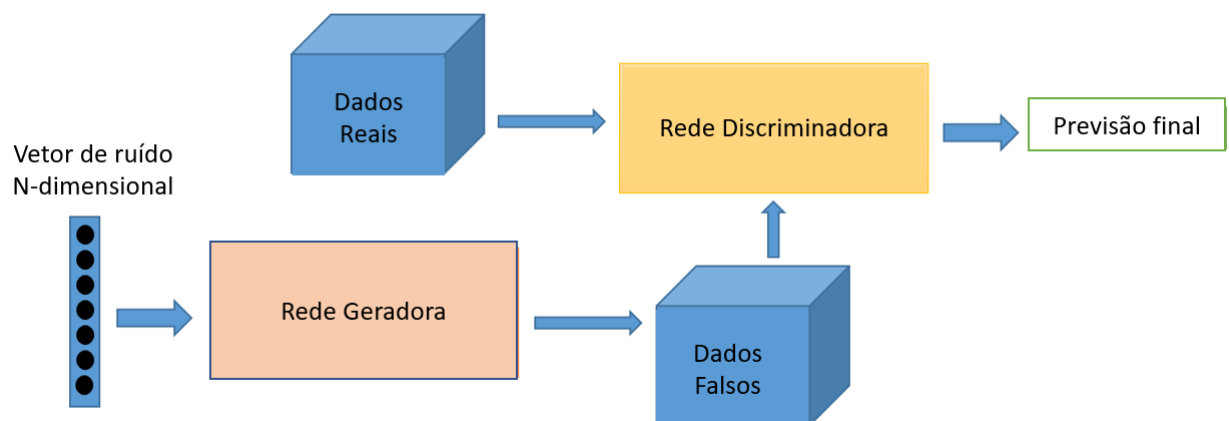 Dados
Reais
Rede Discriminadora
Previsão final
Vetor de ruído
N-dimensional
Rede Geradora
Dados
Falsos